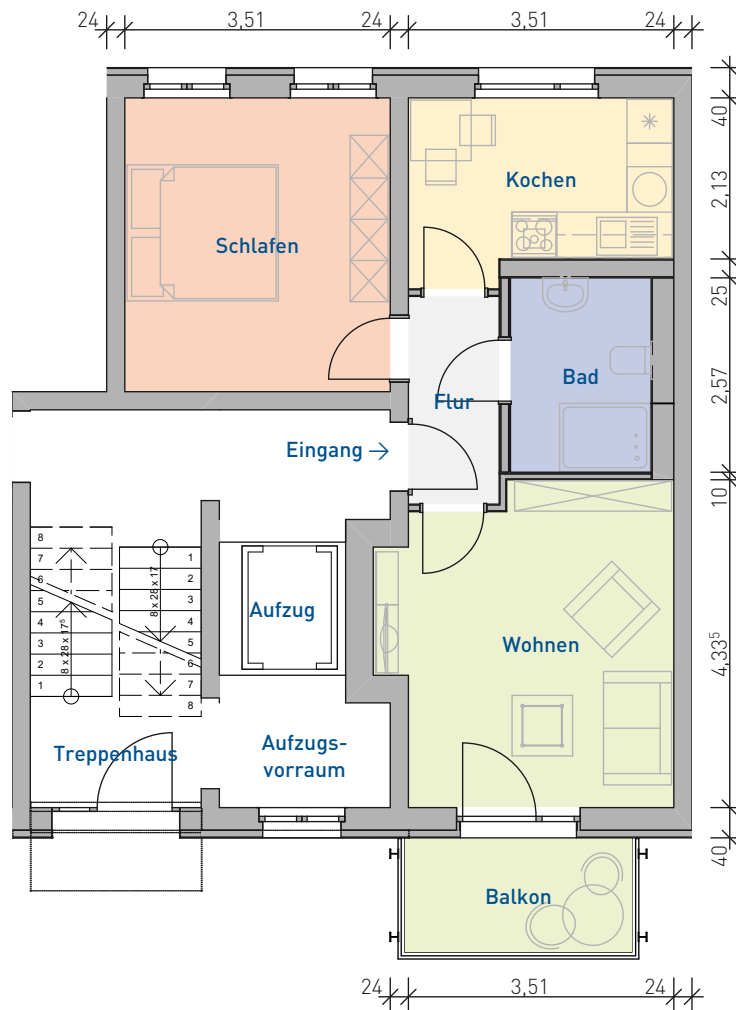 24 3,51 24 3,51 24
40
Kochen
2,13
Schlafen
25
Bad
2,57
Flur
Eingang →
10
8 1
7 2
6 3
5 4
4 5
3 6
2 7
1 8
8 x 28 x 17⁵
8 x 28 x 17
Aufzug
Wohnen
4,33⁵
Treppenhaus
Aufzugs-
vorraum
40
Balkon
24 3,51 24